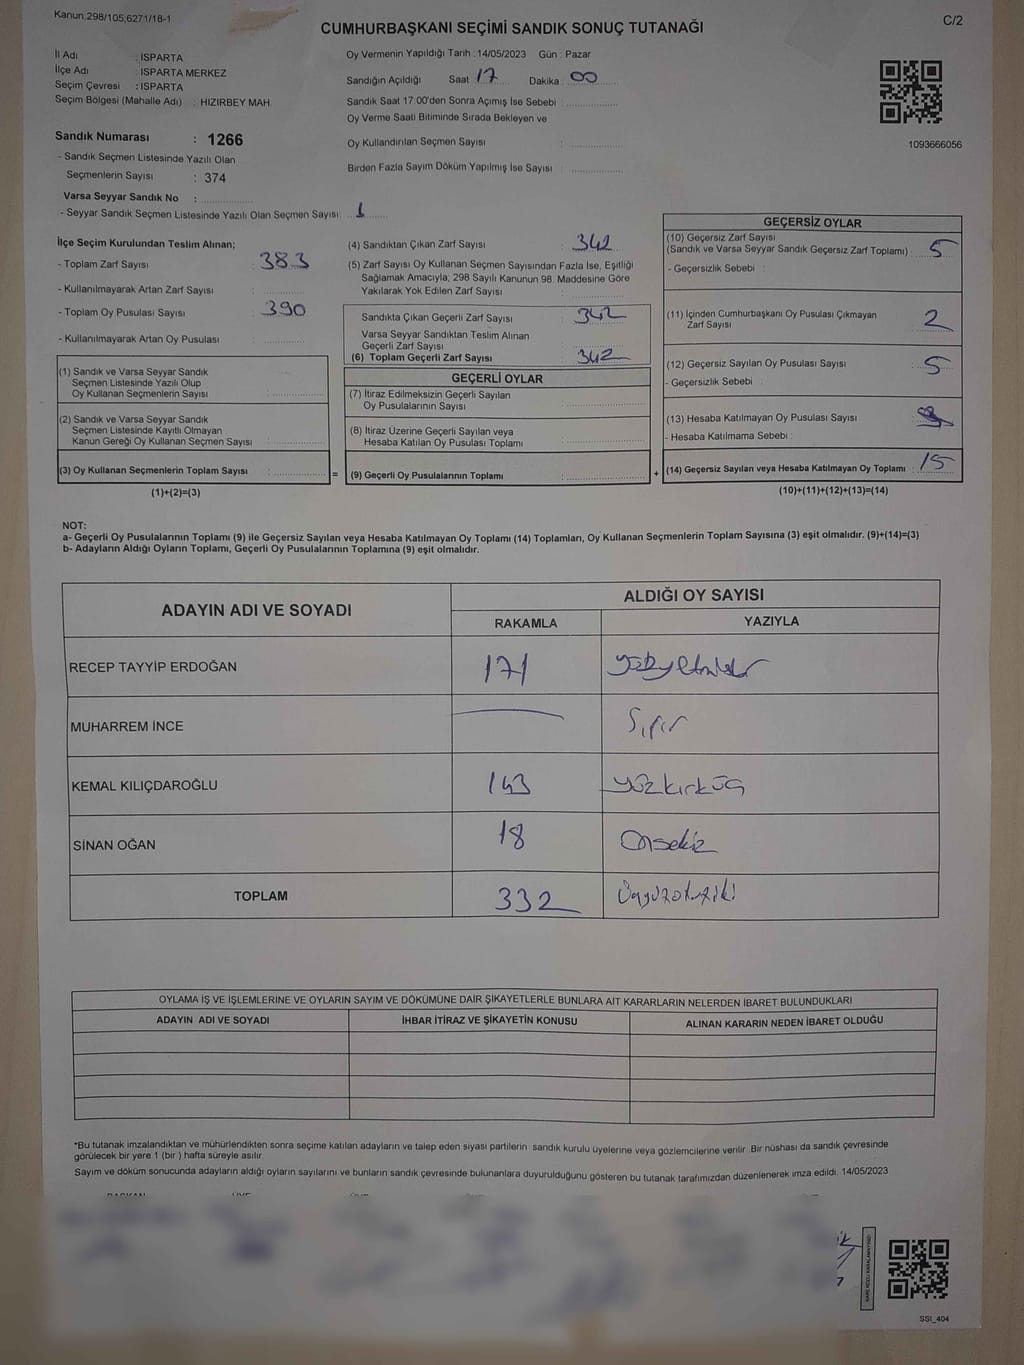 Kanun;298/105,6271/18-1
C/2
CUMHURBAŞKANI SEÇİMİ SANDIK SONUÇ TUTANAĞI
İl Adı : ISPARTA
İlçe Adı : ISPARTA MERKEZ
Seçim Çevresi : ISPARTA
Seçim Bölgesi (Mahalle Adı) : HIZIRBEY MAH.
Sandık Numarası : 1266
- Sandık Seçmen Listesinde Yazılı Olan
Seçmenlerin Sayısı : 374
Varsa Seyyar Sandık No :
- Seyyar Sandık Seçmen Listesinde Yazılı Olan Seçmen Sayısı: 1
Oy Vermenin Yapıldığı Tarih :14/05/2023 Gün : Pazar
Sandığın Açıldığı Saat 17 Dakika : 00
Sandık Saat 17:00'den Sonra Açımış İse Sebebi :
Oy Verme Saati Bitiminde Sırada Bekleyen ve
Oy Kullandırılan Seçmen Sayısı :
Birden Fazla Sayım Döküm Yapılmış İse Sayısı :
1093666056
İlçe Seçim Kurulundan Teslim Alınan;
- Toplam Zarf Sayısı : 383
- Kullanılmayarak Artan Zarf Sayısı :
- Toplam Oy Pusulası Sayısı : 390
- Kullanılmayarak Artan Oy Pusulası :
(1) Sandık ve Varsa Seyyar Sandık
Seçmen Listesinde Yazılı Olup
Oy Kullanan Seçmenlerin Sayısı :
(2) Sandık ve Varsa Seyyar Sandık
Seçmen Listesinde Kayıtlı Olmayan
Kanun Gereği Oy Kullanan Seçmen Sayısı :
(3) Oy Kullanan Seçmenlerin Toplam Sayısı : =
(1)+(2)=(3)
(4) Sandıktan Çıkan Zarf Sayısı : 342
(5) Zarf Sayısı Oy Kullanan Seçmen Sayısından Fazla İse, Eşitliği
Sağlamak Amacıyla; 298 Sayılı Kanunun 98. Maddesine Göre
Yakılarak Yok Edilen Zarf Sayısı :
Sandıkta Çıkan Geçerli Zarf Sayısı : 342
Varsa Seyyar Sandıktan Teslim Alınan
Geçerli Zarf Sayısı :
(6) Toplam Geçerli Zarf Sayısı : 342
GEÇERLİ OYLAR
(7) İtiraz Edilmeksizin Geçerli Sayılan
Oy Pusulalarının Sayısı :
(8) İtiraz Üzerine Geçerli Sayılan veya
Hesaba Katılan Oy Pusulası Toplamı :
(9) Geçerli Oy Pusulalarının Toplamı : +
GEÇERSİZ OYLAR
(10) Geçersiz Zarf Sayısı
(Sandık ve Varsa Seyyar Sandık Geçersiz Zarf Toplamı) : 5
- Geçersizlik Sebebi :
(11) İçinden Cumhurbaşkanı Oy Pusulası Çıkmayan
Zarf Sayısı : 2
(12) Geçersiz Sayılan Oy Pusulası Sayısı : 5
- Geçersizlik Sebebi :
(13) Hesaba Katılmayan Oy Pusulası Sayısı :
- Hesaba Katılmama Sebebi :
(14) Geçersiz Sayılan veya Hesaba Katılmayan Oy Toplamı : 15
(10)+(11)+(12)+(13)=(14)
NOT:
a- Geçerli Oy Pusulalarının Toplamı (9) ile Geçersiz Sayılan veya Hesaba Katılmayan Oy Toplamı (14) Toplamları, Oy Kullanan Seçmenlerin Toplam Sayısına (3) eşit olmalıdır. (9)+(14)=(3)
b- Adayların Aldığı Oyların Toplamı, Geçerli Oy Pusulalarının Toplamına (9) eşit olmalıdır.
ADAYIN ADI VE SOYADI
ALDIĞI OY SAYISI
RAKAMLA YAZIYLA
RECEP TAYYİP ERDOĞAN 171
MUHARREM İNCE Sıfır
KEMAL KILIÇDAROĞLU 143 yüzkırküç
SİNAN OĞAN 18 Onsekiz
TOPLAM 332 Üçyüzotuziki
OYLAMA İŞ VE İŞLEMLERİNE VE OYLARIN SAYIM VE DÖKÜMÜNE DAİR ŞİKAYETLERLE BUNLARA AİT KARARLARIN NELERDEN İBARET BULUNDUKLARI
ADAYIN ADI VE SOYADI İHBAR İTİRAZ VE ŞİKAYETİN KONUSU ALINAN KARARIN NEDEN İBARET OLDUĞU
*Bu tutanak imzalandıktan ve mühürlendikten sonra seçime katılan adayların ve talep eden siyasi partilerin sandık kurulu üyelerine veya gözlemcilerine verilir. Bir nüshası da sandık çevresinde
görülecek bir yere 1 (bir ) hafta süreyle asılır.
Sayım ve döküm sonucunda adayların aldığı oyların sayılarını ve bunların sandık çevresinde bulunanlara duyurulduğunu gösteren bu tutanak tarafımızdan düzenlenerek imza edildi. 14/05/2023
KARE KODU KARALAMAYINIZ!
SSI_404